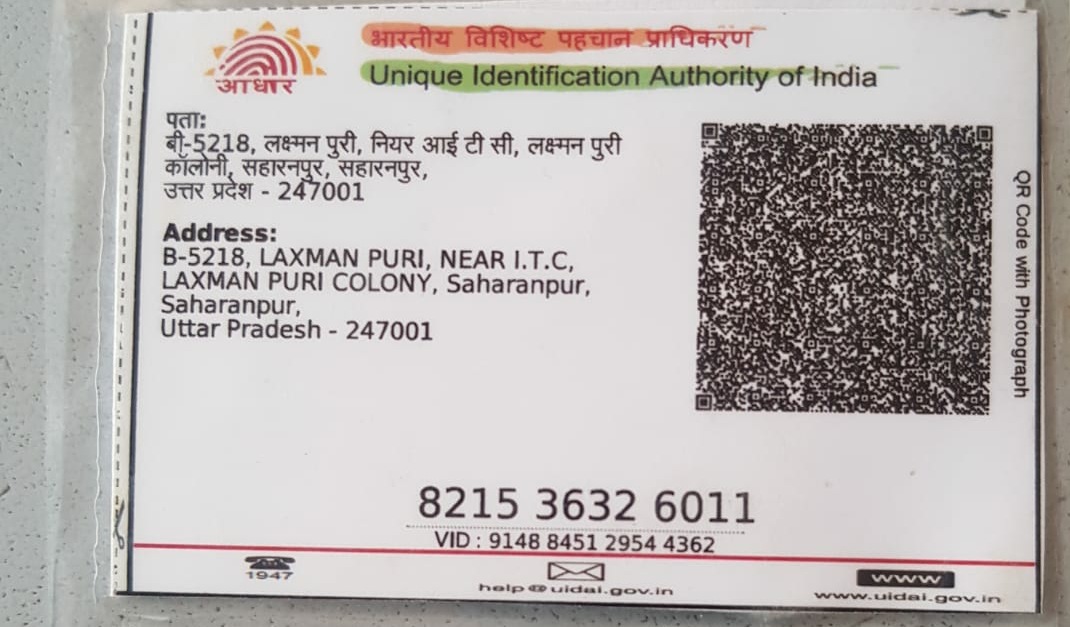 भारतीय विशिष्ट पहचान प्राधिकरण
Unique Identification Authority of India
आधार
पता:
बी-5218, लक्ष्मन पुरी, नियर आई टी सी, लक्ष्मन पुरी
कॉलोनी, सहारनपुर, सहारनपुर,
उत्तर प्रदेश - 247001
Address:
B-5218, LAXMAN PURI, NEAR I.T.C,
LAXMAN PURI COLONY, Saharanpur,
Saharanpur,
Uttar Pradesh - 247001
QR Code with Photograph
8215 3632 6011
VID : 9148 8451 2954 4362
1947
help@uidai.gov.in
www
www.uidai.gov.in